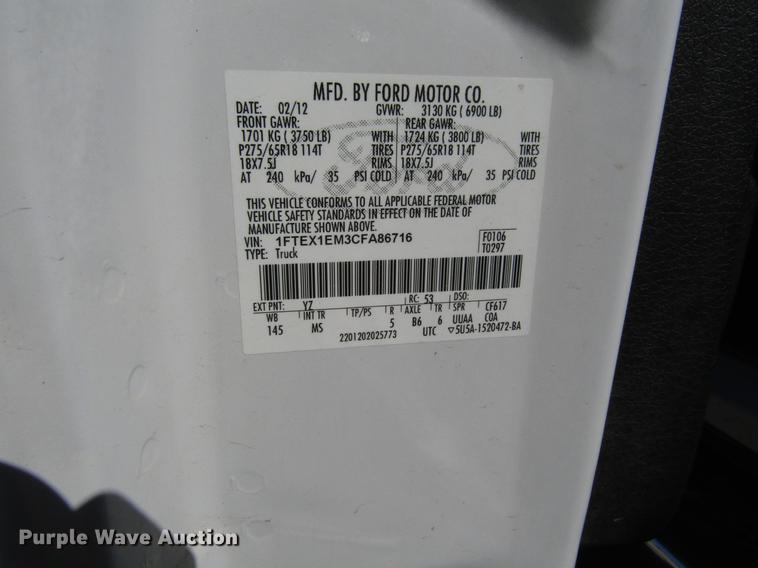 MFD. BY FORD MOTOR CO.
DATE: 02/12 GVWR: 3130 KG ( 6900 LB)
FRONT GAWR: REAR GAWR:
1701 KG ( 3750 LB) WITH 1724 KG ( 3800 LB) WITH
P275/65R18 114T TIRES P275/65R18 114T TIRES
18X7.5J RIMS 18X7.5J RIMS
AT 240 kPa/ 35 PSI COLD AT 240 kPa/ 35 PSI COLD
Ford
THIS VEHICLE CONFORMS TO ALL APPLICABLE FEDERAL MOTOR
VEHICLE SAFETY STANDARDS IN EFFECT ON THE DATE OF
MANUFACTURE SHOWN ABOVE.
VIN: 1FTEX1EM3CFA86716 F0106
TYPE: Truck T0297
EXT PNT: YZ RC: 53 DSO:
WB INT TR TP/PS R AXLE TR SPR CF617
145 MS 5 B6 6 UUAA COA
2201202025773 UTC ▽5U5A-1520472-BA
Purple Wave Auction
PurpleWave.com